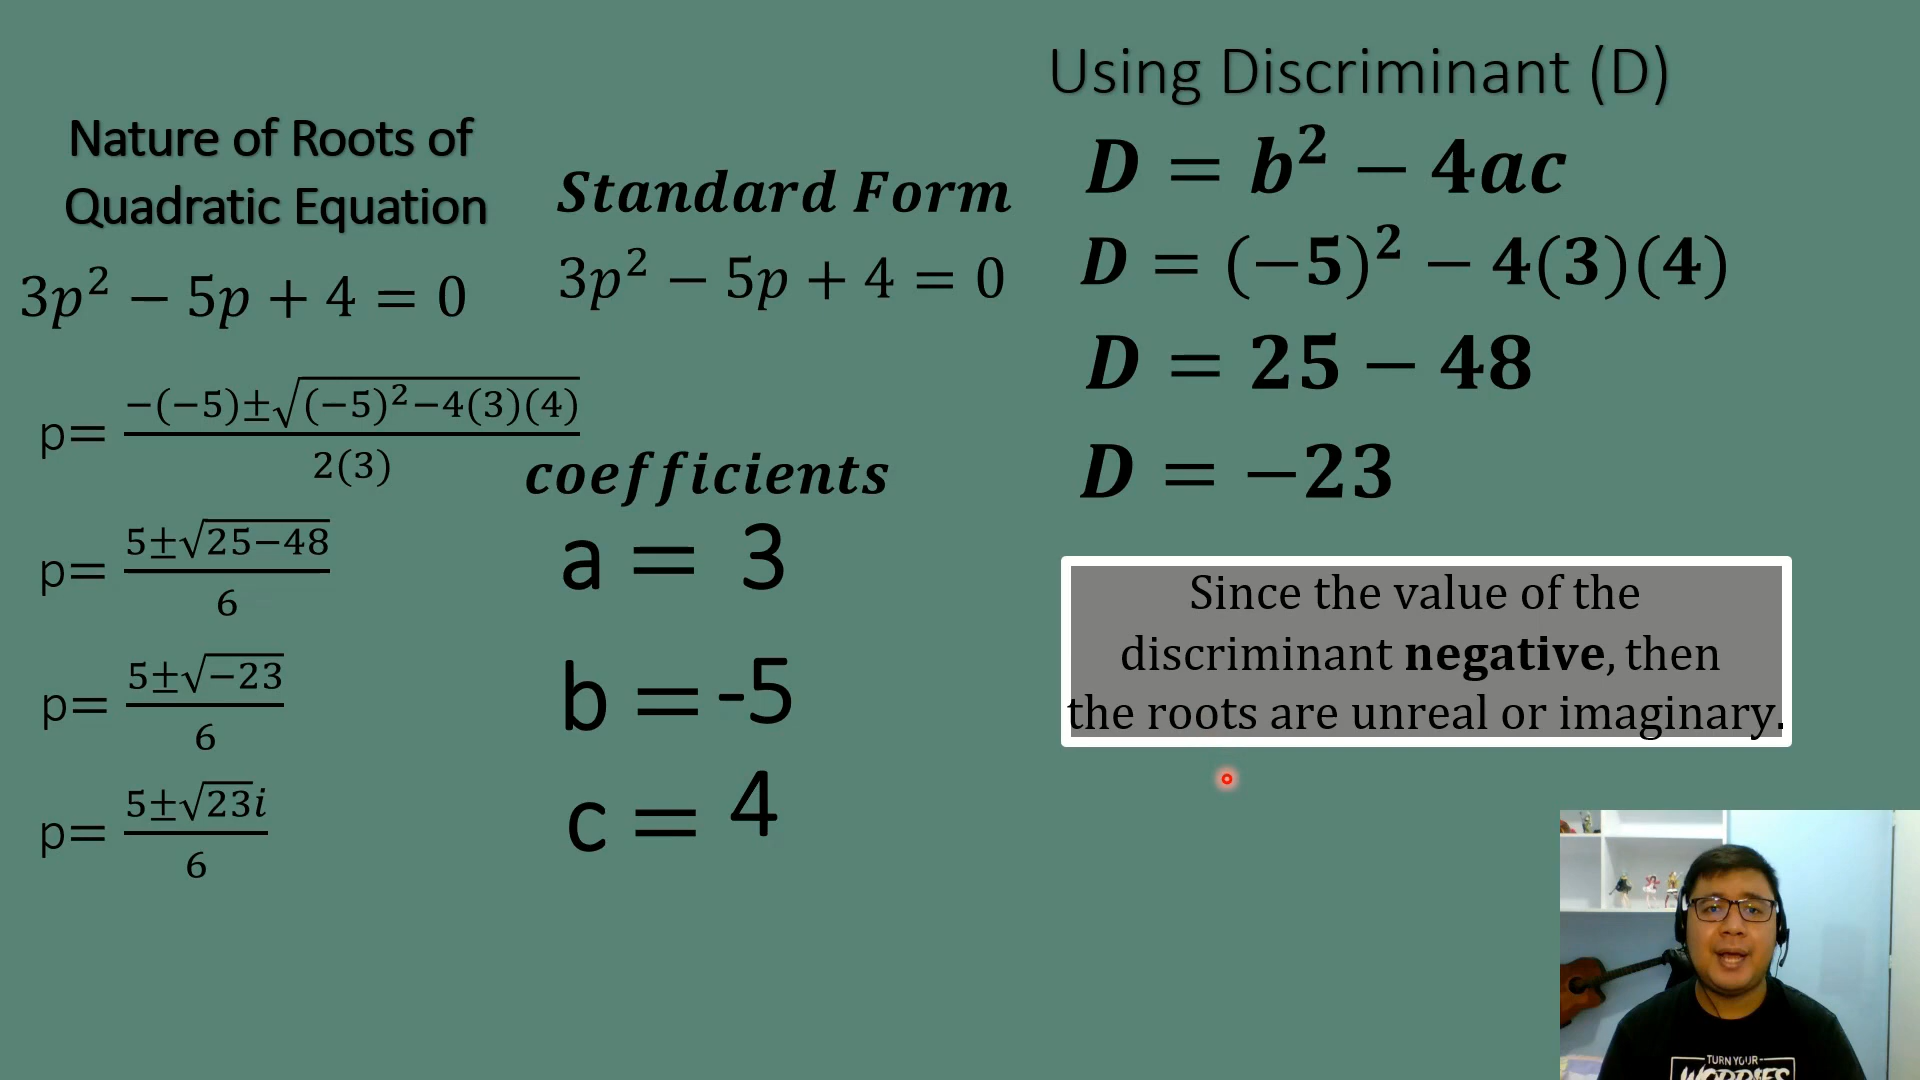 Using Discriminant (D)
Nature of Roots of
Quadratic Equation
3p² − 5p + 4 = 0
p= (−(−5)±√((−5)²−4(3)(4)))/(2(3))
p= (5±√(25−48))/6
p= (5±√(−23))/6
p= (5±√23i)/6
Standard Form
3p² − 5p + 4 = 0
coefficients
a = 3
b = -5
c = 4
D = b² − 4ac
D = (−5)² − 4(3)(4)
D = 25 − 48
D = −23
Since the value of the
discriminant negative, then
the roots are unreal or imaginary.
TURN YOUR
WORRIES